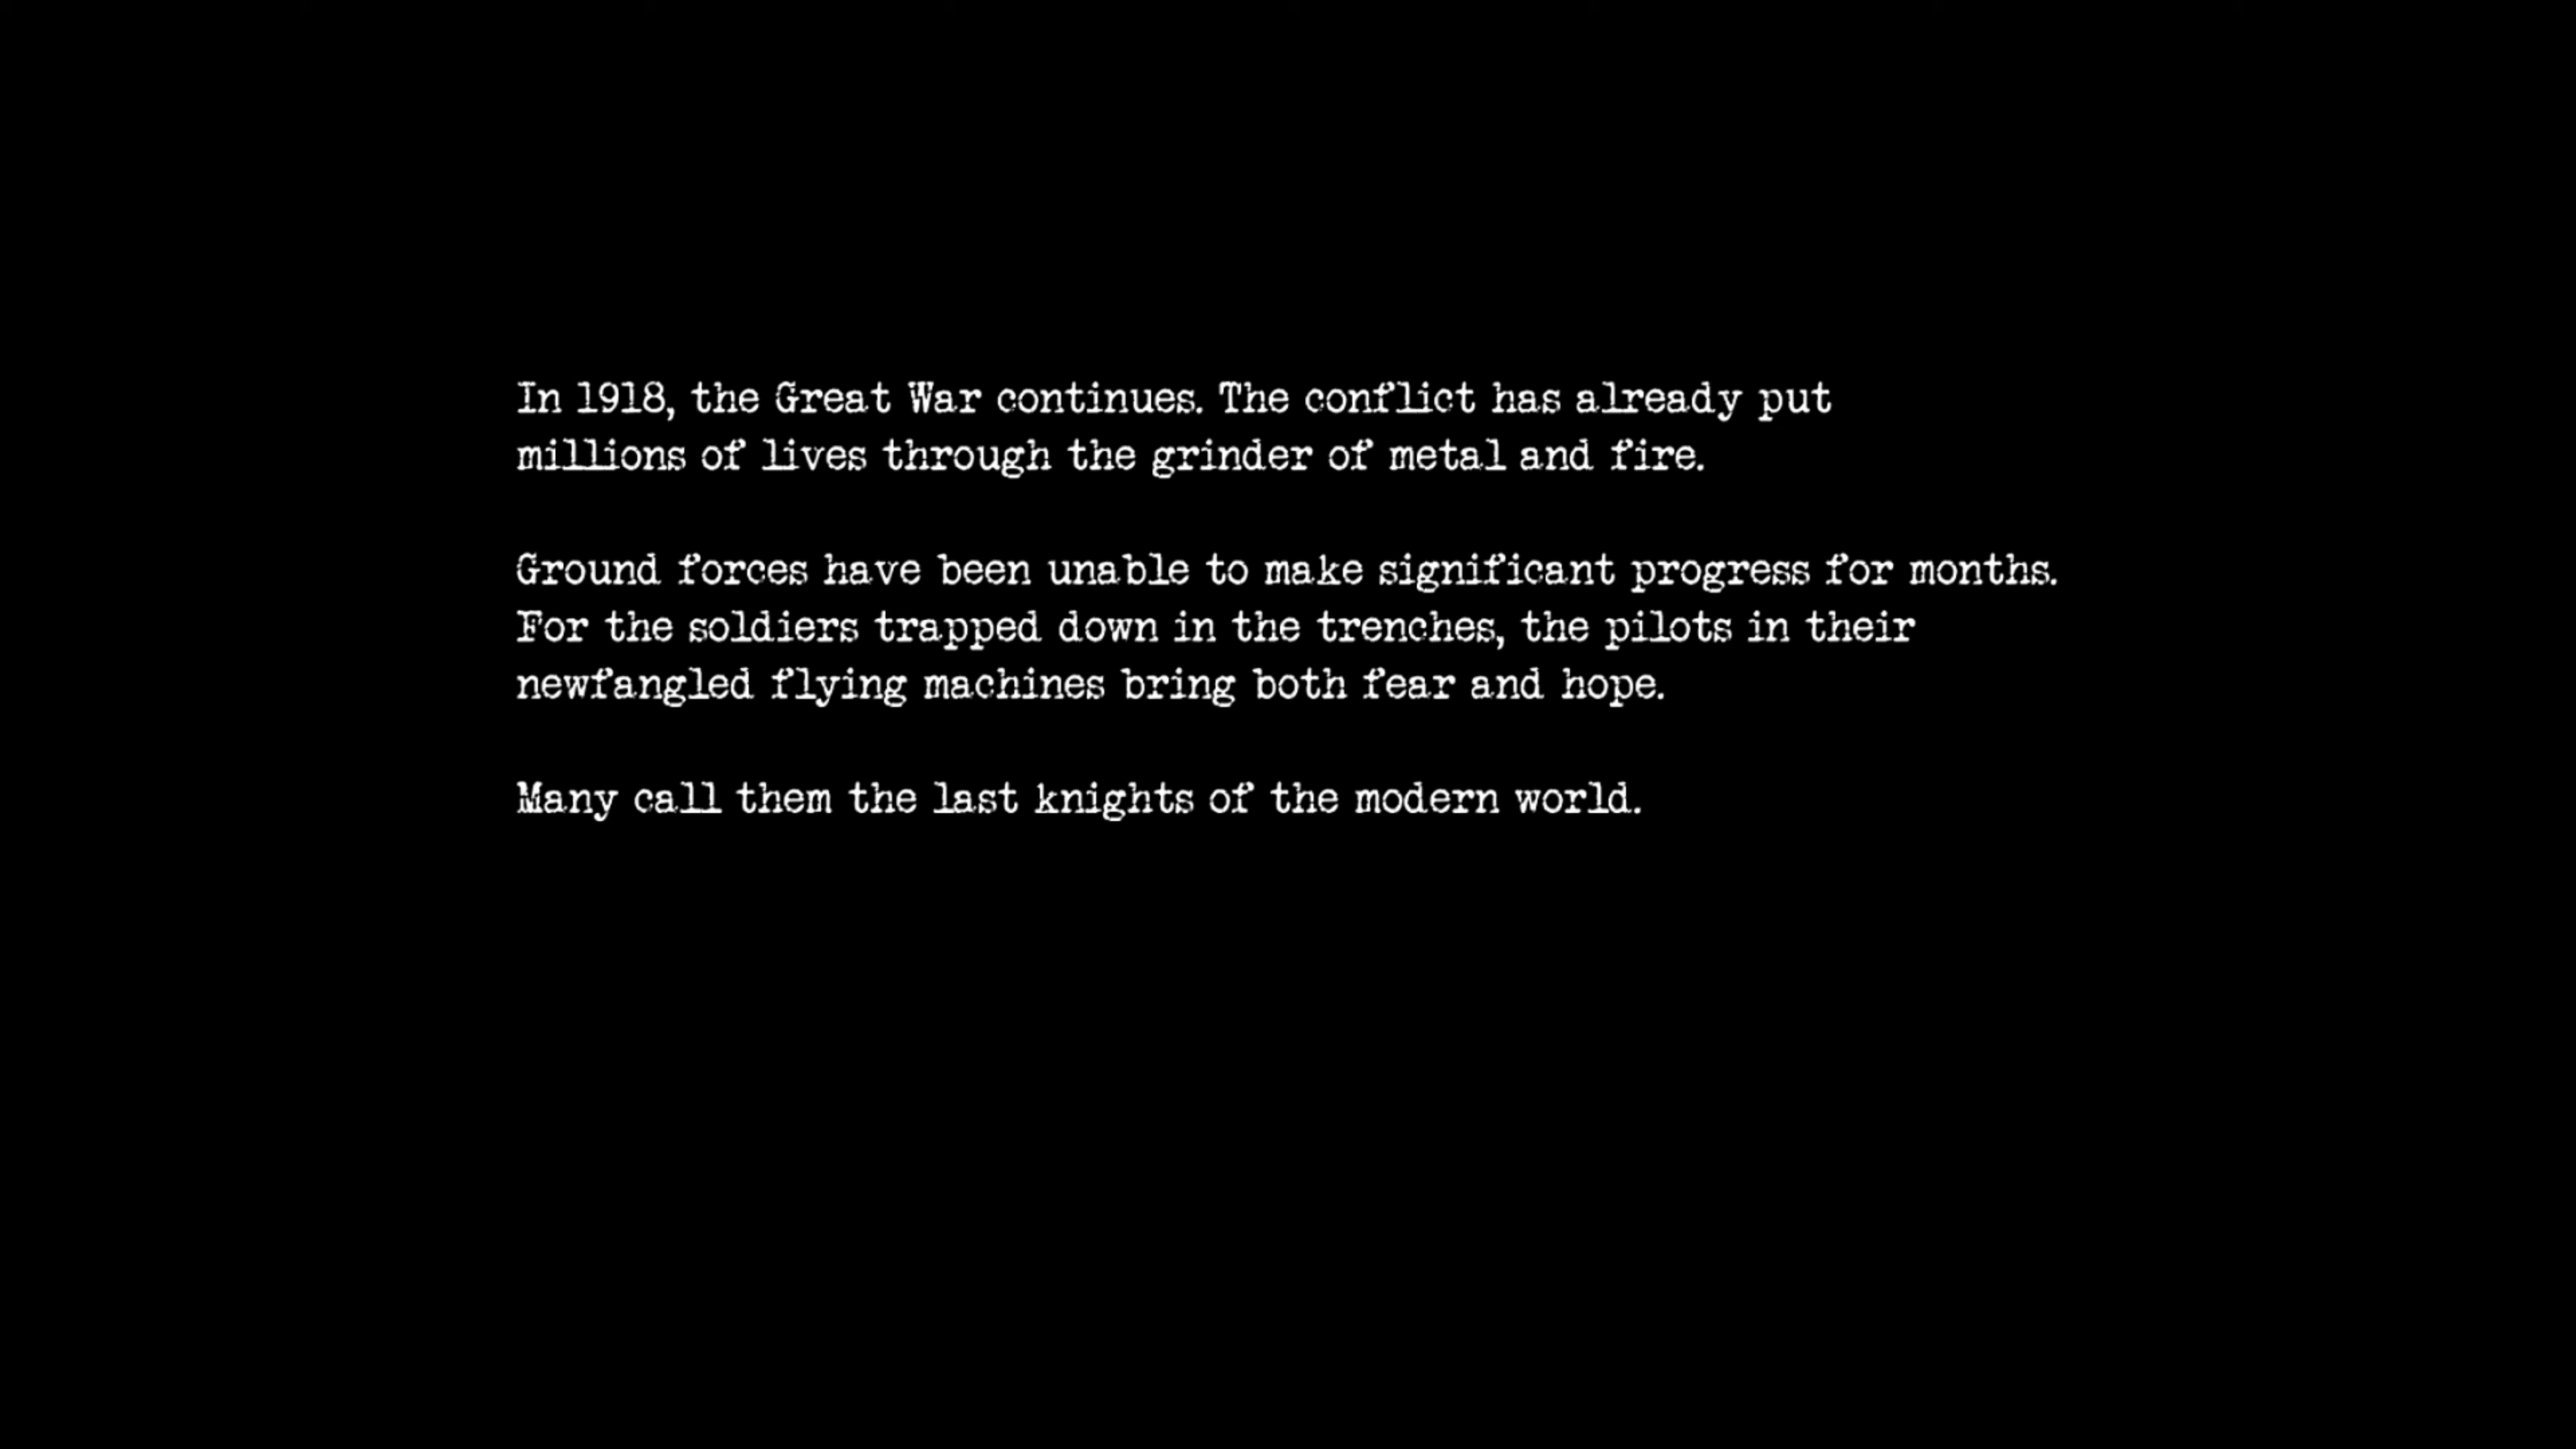 In 1918, the Great War continues. The conflict has already put
millions of lives through the grinder of metal and fire.
Ground forces have been unable to make significant progress for months.
For the soldiers trapped down in the trenches, the pilots in their
newfangled flying machines bring both fear and hope.
Many call them the last knights of the modern world.